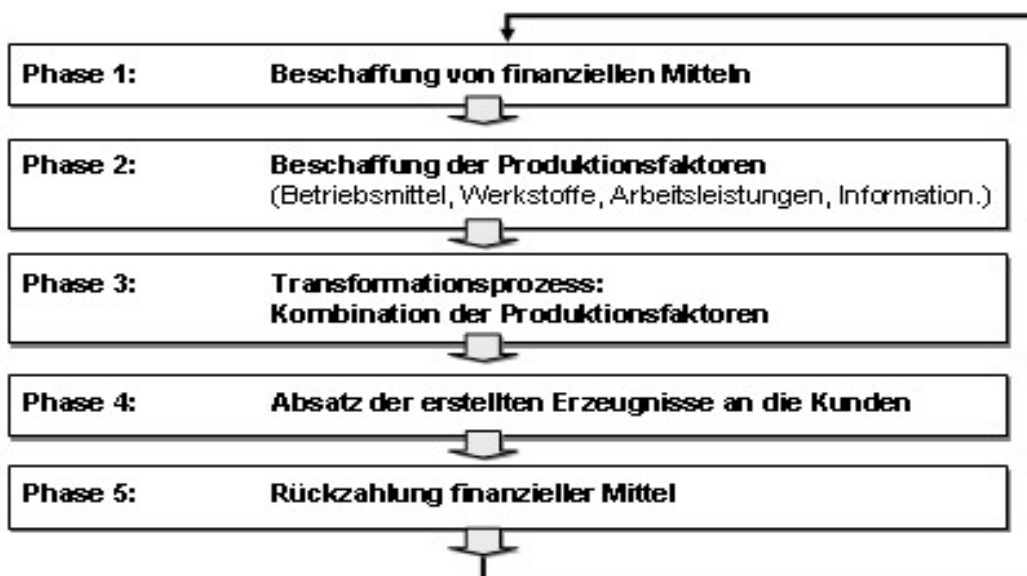 Phase 1: Beschaffung von finanziellen Mitteln
Phase 2: Beschaffung der Produktionsfaktoren
(Betriebsmittel, Werkstoffe, Arbeitsleistungen, Information.)
Phase 3: Transformationsprozess:
Kombination der Produktionsfaktoren
Phase 4: Absatz der erstellten Erzeugnisse an die Kunden
Phase 5: Rückzahlung finanzieller Mittel